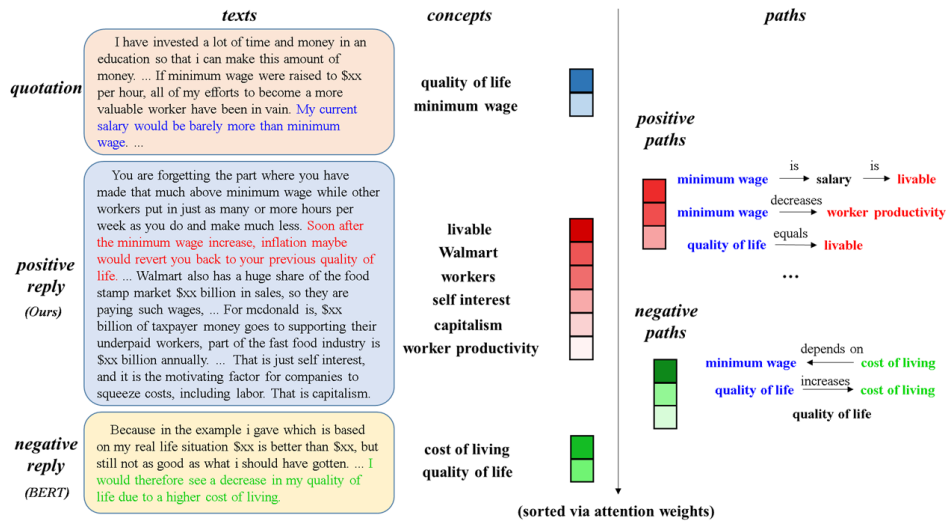 texts
concepts
paths
quotation
I have invested a lot of time and money in an
education so that i can make this amount of
money. ... If minimum wage were raised to $xx
per hour, all of my efforts to become a more
valuable worker have been in vain. My current
salary would be barely more than minimum
wage. ...
quality of life
minimum wage
positive
reply
(Ours)
You are forgetting the part where you have
made that much above minimum wage while other
workers put in just as many or more hours per
week as you do and make much less. Soon after
the minimum wage increase, inflation maybe
would revert you back to your previous quality of
life. ... Walmart also has a huge share of the food
stamp market $xx billion in sales, so they are
paying such wages, ... For mcdonald is, $xx
billion of taxpayer money goes to supporting their
underpaid workers, part of the fast food industry is
$xx billion annually. ... That is just self interest,
and it is the motivating factor for companies to
squeeze costs, including labor. That is capitalism.
livable
Walmart
workers
self interest
capitalism
worker productivity
negative
reply
(BERT)
Because in the example i gave which is based
on my real life situation $xx is better than $xx, but
still not as good as what i should have gotten. ... I
would therefore see a decrease in my quality of
life due to a higher cost of living.
cost of living
quality of life
positive
paths
minimum wage is salary is livable
minimum wage decreases worker productivity
quality of life equals livable
...
negative
paths
minimum wage depends on cost of living
quality of life increases cost of living
quality of life
(sorted via attention weights)